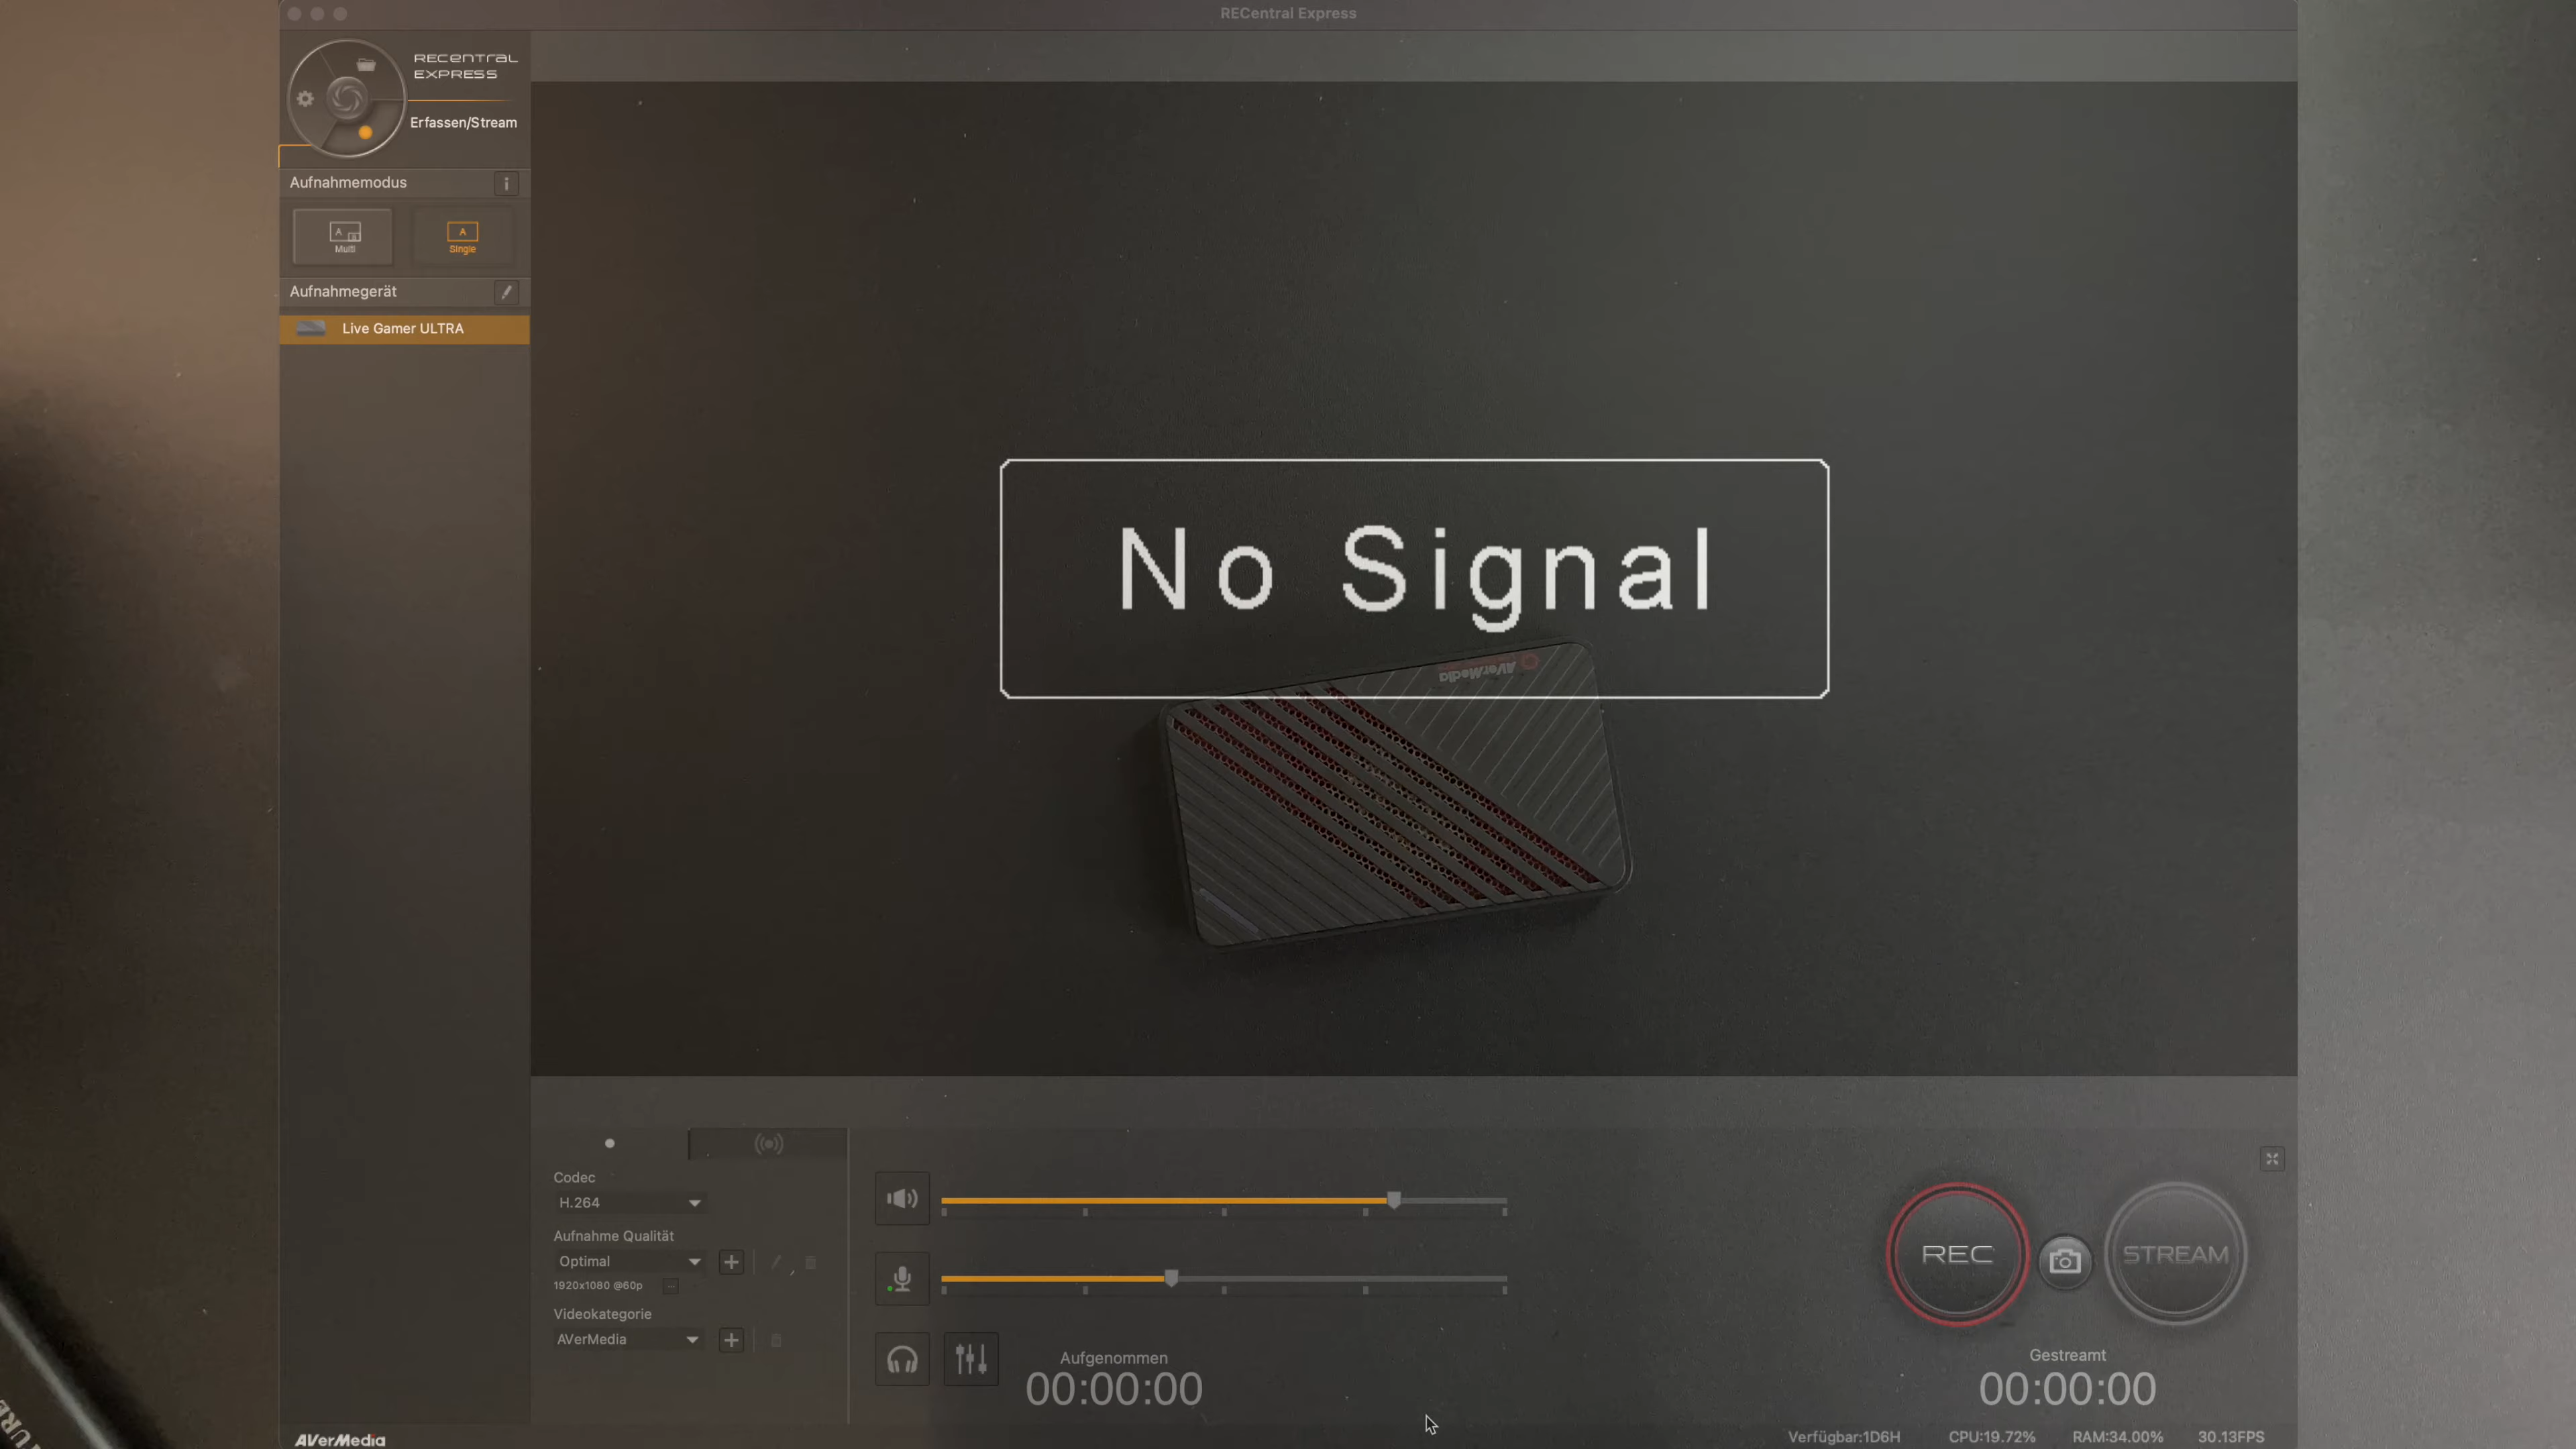 RECentral Express
RECENTRAL
EXPRESS
Erfassen/Stream
Aufnahmemodus
i
A
Multi
A
Single
Aufnahmegerät
Live Gamer ULTRA
No Signal
AVerMedia
Codec
H.264
Aufnahme Qualität
Optimal
1920x1080 @60p
Videokategorie
AVerMedia
REC
STREAM
Aufgenommen
00:00:00
Gestreamt
00:00:00
AVerMedia
Verfügbar:1D6H CPU:19.72% RAM:34.00% 30.13FPS